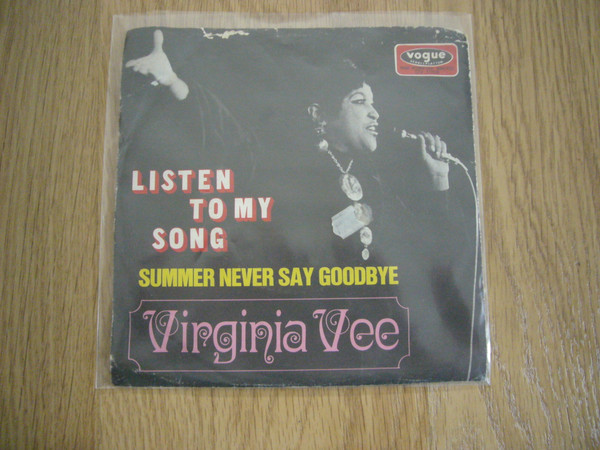 vogue
LISTEN
TO MY
SONG
SUMMER NEVER SAY GOODBYE
Virginia Vee